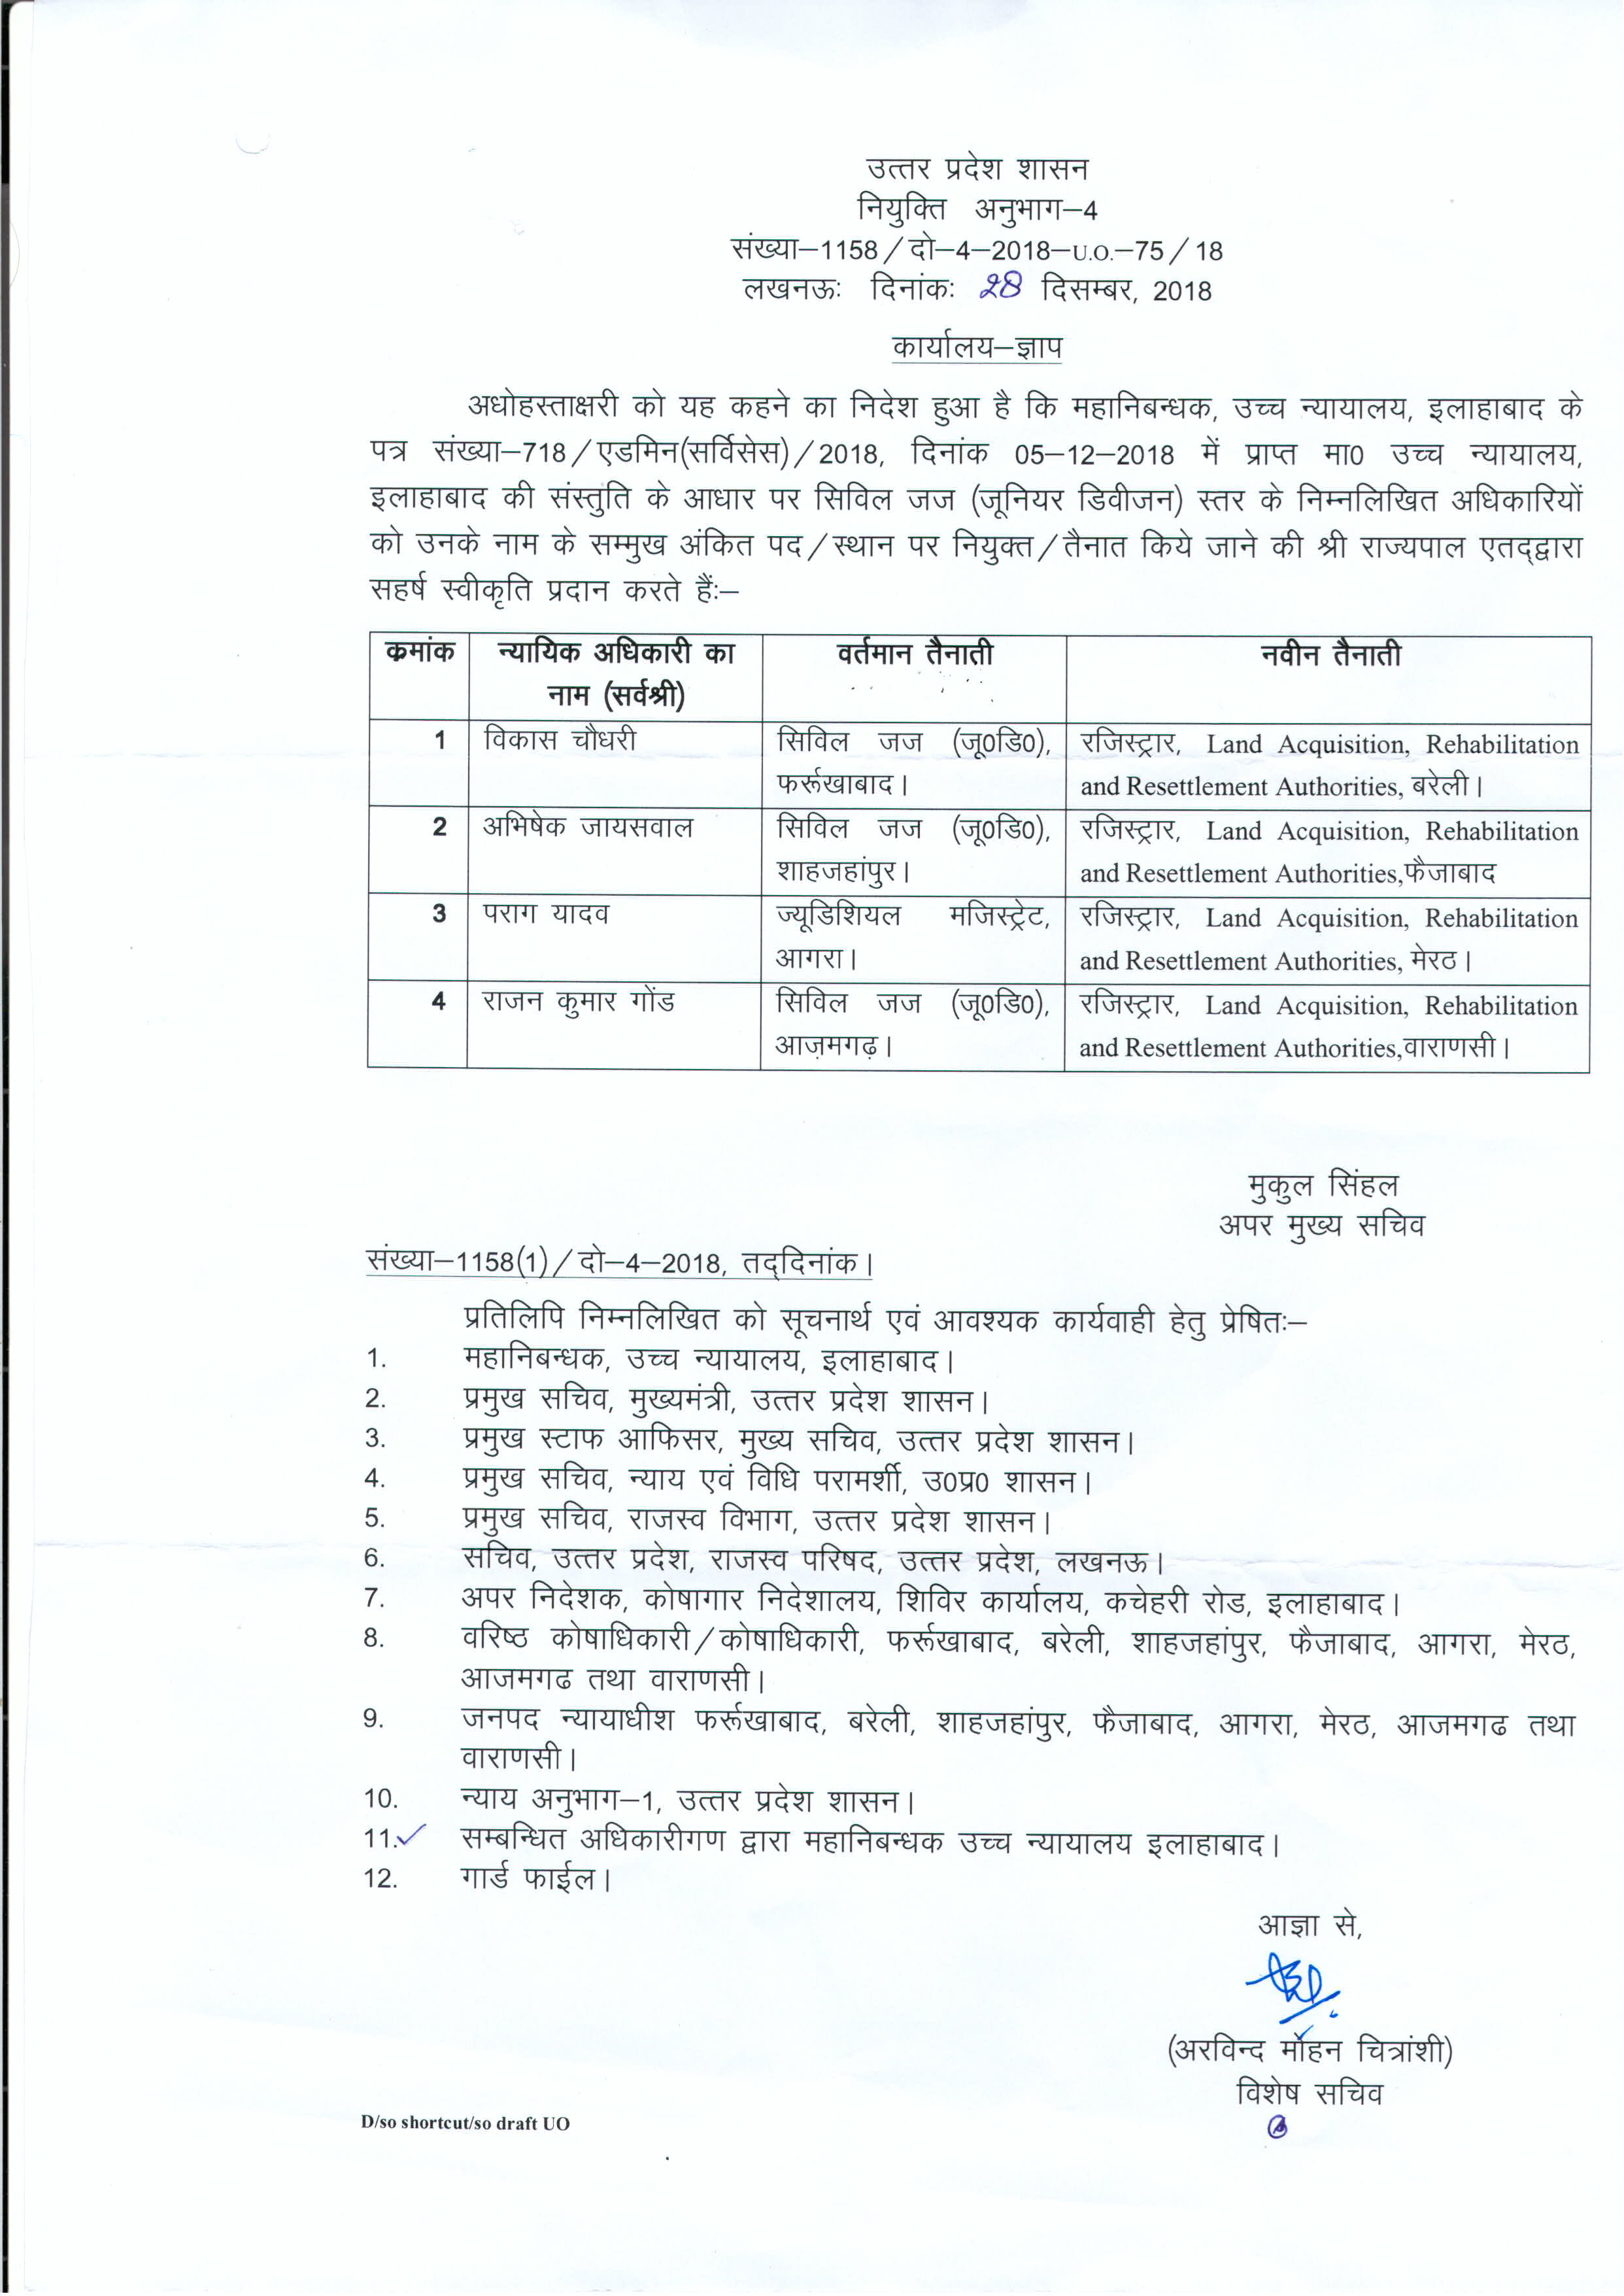 उत्तर प्रदेश शासन
नियुक्ति अनुभाग–4
संख्या–1158/दो–4–2018–U.O.–75/18
लखनऊः दिनांकः 28 दिसम्बर, 2018
कार्यालय–ज्ञाप
अधोहस्ताक्षरी को यह कहने का निदेश हुआ है कि महानिबन्धक, उच्च न्यायालय, इलाहाबाद के
पत्र संख्या–718/एडमिन(सर्विसेस)/2018, दिनांक 05–12–2018 में प्राप्त मा0 उच्च न्यायालय,
इलाहाबाद की संस्तुति के आधार पर सिविल जज (जूनियर डिवीजन) स्तर के निम्नलिखित अधिकारियों
को उनके नाम के सम्मुख अंकित पद/स्थान पर नियुक्त/तैनात किये जाने की श्री राज्यपाल एतद्द्वारा
सहर्ष स्वीकृति प्रदान करते हैंः–
क्रमांक न्यायिक अधिकारी का वर्तमान तैनाती नवीन तैनाती
नाम (सर्वश्री)
1 विकास चौधरी सिविल जज (जू0डि0), रजिस्ट्रार, Land Acquisition, Rehabilitation
फर्रूखाबाद। and Resettlement Authorities, बरेली।
2 अभिषेक जायसवाल सिविल जज (जू0डि0), रजिस्ट्रार, Land Acquisition, Rehabilitation
शाहजहांपुर। and Resettlement Authorities,फैजाबाद
3 पराग यादव ज्यूडिशियल मजिस्ट्रेट, रजिस्ट्रार, Land Acquisition, Rehabilitation
आगरा। and Resettlement Authorities, मेरठ।
4 राजन कुमार गोंड सिविल जज (जू0डि0), रजिस्ट्रार, Land Acquisition, Rehabilitation
आज़मगढ़। and Resettlement Authorities,वाराणसी।
मुकुल सिंहल
अपर मुख्य सचिव
संख्या–1158(1)/दो–4–2018, तद्दिनांक।
प्रतिलिपि निम्नलिखित को सूचनार्थ एवं आवश्यक कार्यवाही हेतु प्रेषितः–
1. महानिबन्धक, उच्च न्यायालय, इलाहाबाद।
2. प्रमुख सचिव, मुख्यमंत्री, उत्तर प्रदेश शासन।
3. प्रमुख स्टाफ आफिसर, मुख्य सचिव, उत्तर प्रदेश शासन।
4. प्रमुख सचिव, न्याय एवं विधि परामर्शी, उ0प्र0 शासन।
5. प्रमुख सचिव, राजस्व विभाग, उत्तर प्रदेश शासन।
6. सचिव, उत्तर प्रदेश, राजस्व परिषद, उत्तर प्रदेश, लखनऊ।
7. अपर निदेशक, कोषागार निदेशालय, शिविर कार्यालय, कचेहरी रोड, इलाहाबाद।
8. वरिष्ठ कोषाधिकारी/कोषाधिकारी, फर्रूखाबाद, बरेली, शाहजहांपुर, फैजाबाद, आगरा, मेरठ,
आजमगढ तथा वाराणसी।
9. जनपद न्यायाधीश फर्रूखाबाद, बरेली, शाहजहांपुर, फैजाबाद, आगरा, मेरठ, आजमगढ तथा
वाराणसी।
10. न्याय अनुभाग–1, उत्तर प्रदेश शासन।
11. सम्बन्धित अधिकारीगण द्वारा महानिबन्धक उच्च न्यायालय इलाहाबाद।
12. गार्ड फाईल।
आज्ञा से,
(अरविन्द मोहन चित्रांशी)
विशेष सचिव
D/so shortcut/so draft UO